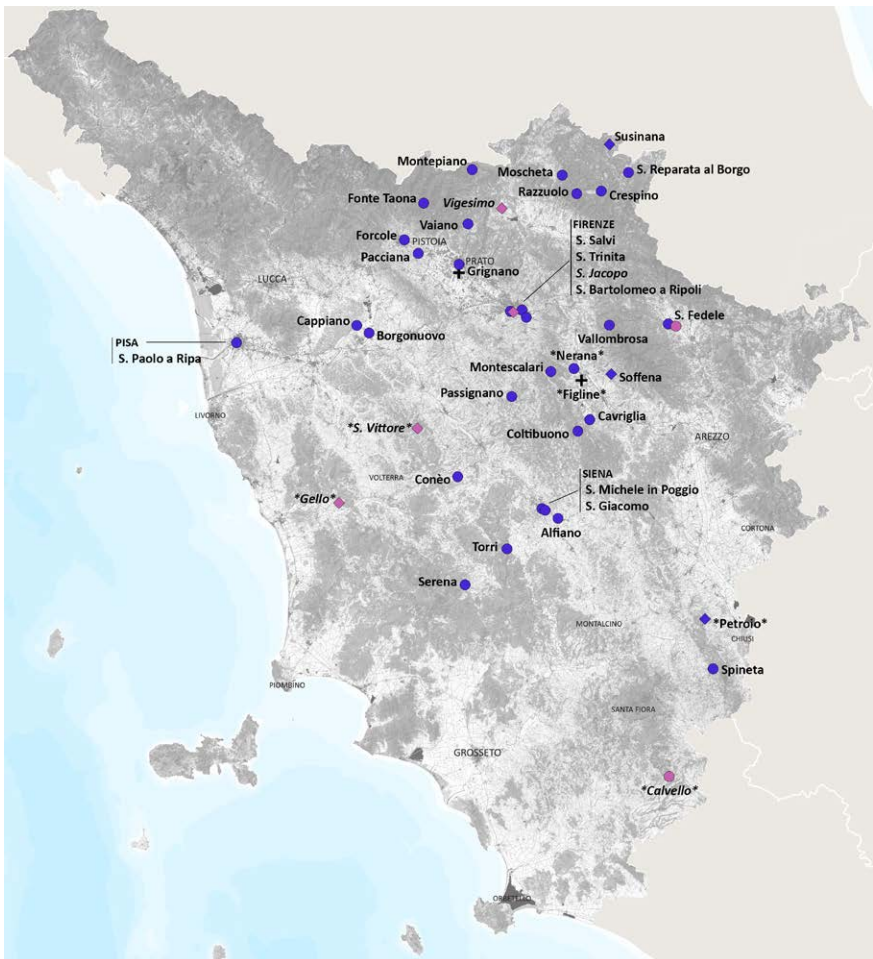 Susinana
Montepiano
Moscheta
S. Reparata al Borgo
Razzuolo
Crespino
Fonte Taona
Vigesimo
Vaiano
FIRENZE
S. Salvi
S. Trinita
S. Jacopo
S. Bartolomeo a Ripoli
Forcole
PISTOIA
Pacciana
PRATO
Grignano
LUCCA
Cappiano
Borgonuovo
S. Fedele
Vallombrosa
PISA
S. Paolo a Ripa
*Nerana*
Montescalari
Soffena
*Figline*
Passignano
LIVORNO
Cavriglia
*S. Vittore*
Coltibuono
AREZZO
VOLTERRA
Conèo
SIENA
S. Michele in Poggio
S. Giacomo
*Gello*
Alfiano
CORTONA
Torri
Serena
MONTALCINO
*Petroio*
CHIUSI
Spineta
PIOMBINO
SANTA FIORA
GROSSETO
*Calvello*
ORBETELLO